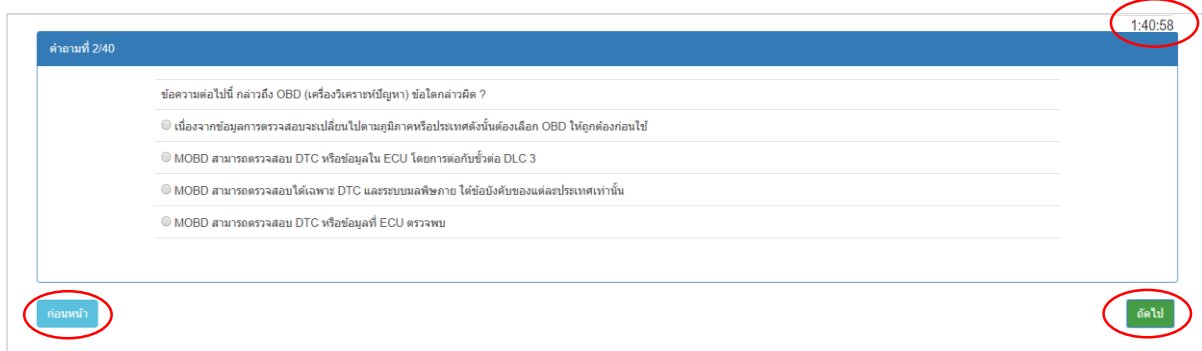 1:40:58
คำถามที่ 2/40
ข้อความต่อไปนี้ กล่าวถึง OBD (เครื่องวิเคราะห์ปัญหา) ข้อใดกล่าวผิด ?
เนื่องจากข้อมูลการตรวจสอบจะเปลี่ยนไปตามภูมิภาคหรือประเทศดังนั้นต้องเลือก OBD ให้ถูกต้องก่อนใช้
MOBD สามารถตรวจสอบ DTC หรือข้อมูลใน ECU โดยการต่อกับขั้วต่อ DLC 3
MOBD สามารถตรวจสอบได้เฉพาะ DTC และระบบมลพิษภาย ใต้ข้อบังคับของแต่ละประเทศเท่านั้น
MOBD สามารถตรวจสอบ DTC หรือข้อมูลที่ ECU ตรวจพบ
ก่อนหน้า
ถัดไป